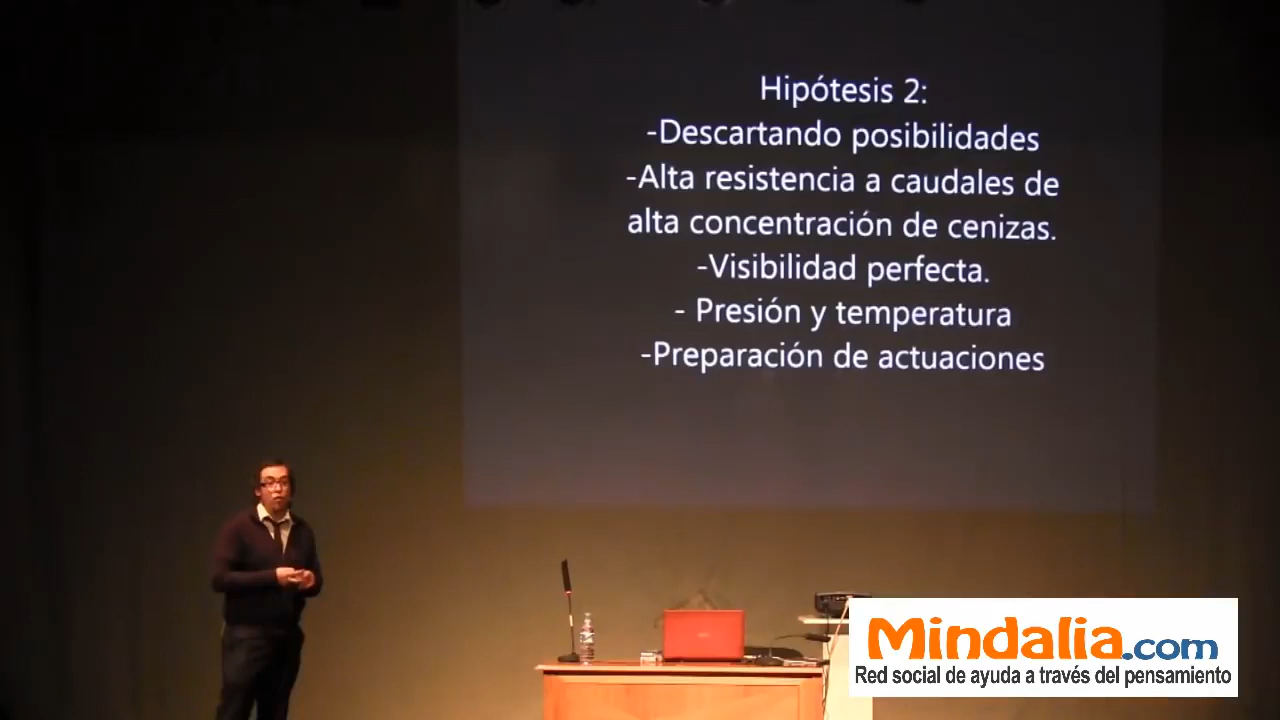 Hipótesis 2:
-Descartando posibilidades
-Alta resistencia a caudales de
alta concentración de cenizas.
-Visibilidad perfecta.
- Presión y temperatura
-Preparación de actuaciones
Mindalia.com
Red social de ayuda a través del pensamiento